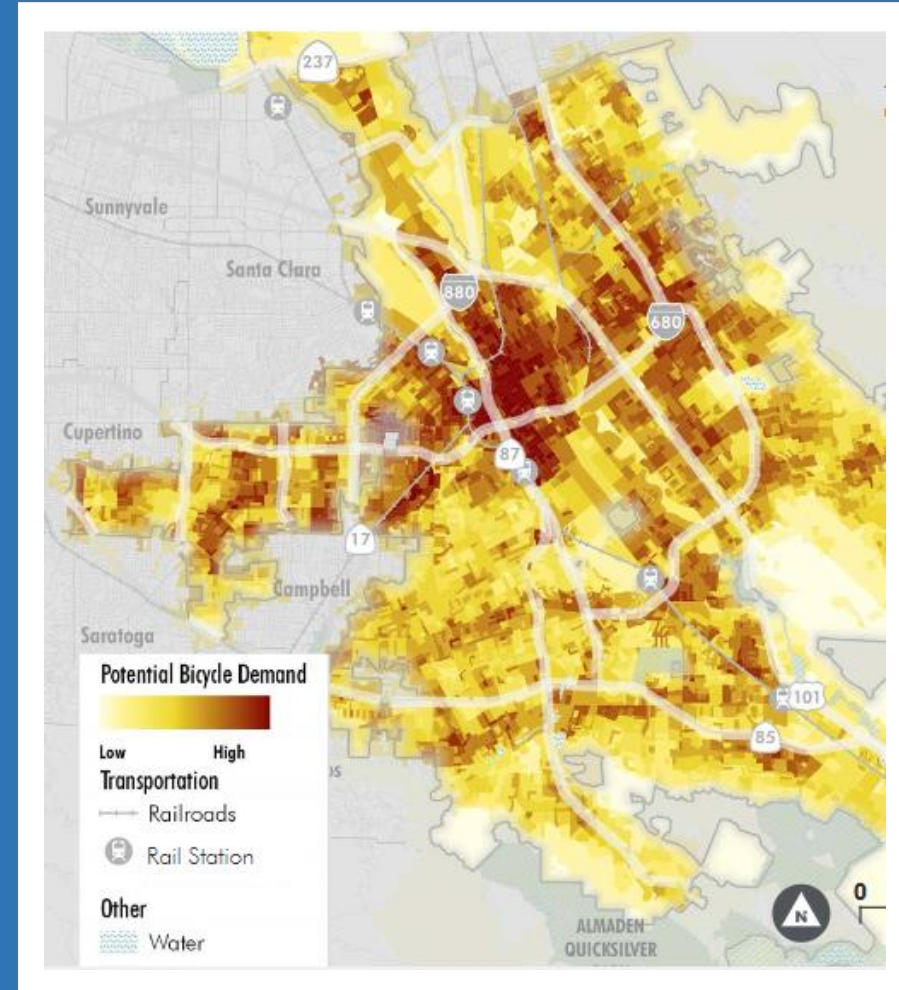 237
Sunnyvale
Santa Clara
880
680
Cupertino
87
17
Campbell
Saratoga
Potential Bicycle Demand
Low High
Transportation
Railroads
Rail Station
Other
Water
101
85
os
0
N
ALMADEN
QUICKSILVER